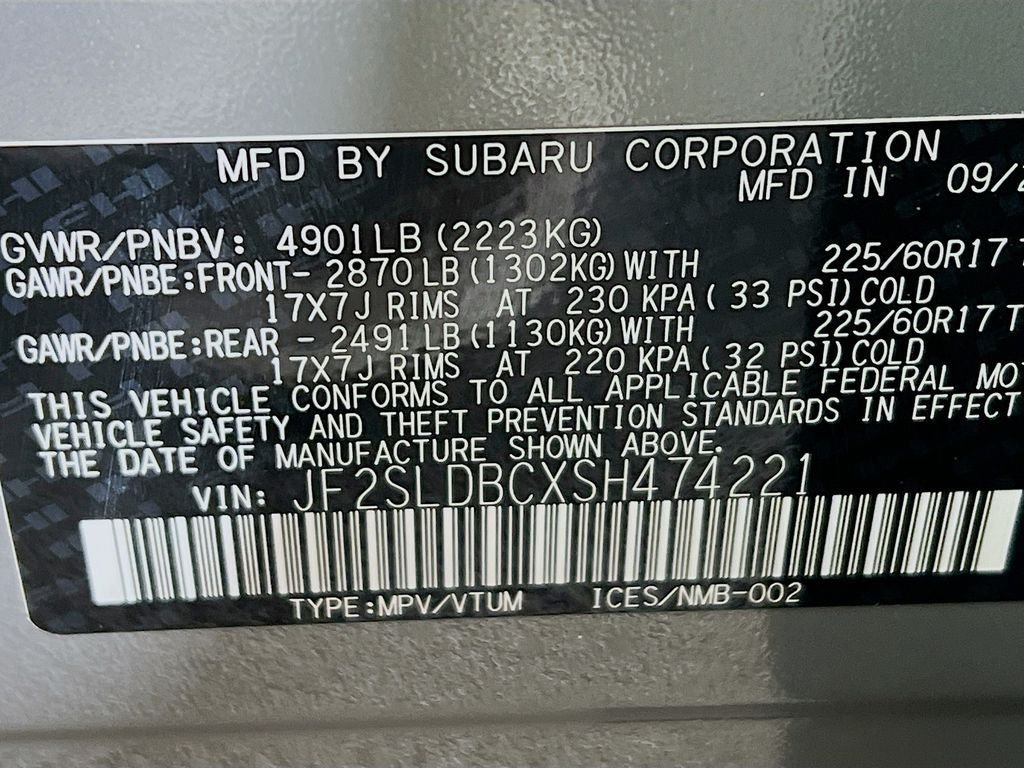 MFD BY SUBARU CORPORATION
MFD IN 09/2
GVWR/PNBV: 4901LB (2223KG)
GAWR/PNBE:FRONT- 2870LB(1302KG)WITH 225/60R17 T
17X7J RIMS AT 230 KPA( 33 PSI)COLD
GAWR/PNBE:REAR - 2491LB(1130KG)WITH 225/60R17 T
17X7J RIMS AT 220 KPA( 32 PSI)COLD
THIS VEHICLE CONFORMS TO ALL APPLICABLE FEDERAL MOT
VEHICLE SAFETY AND THEFT PREVENTION STANDARDS IN EFFECT
THE DATE OF MANUFACTURE SHOWN ABOVE.
VIN: JF2SLDBCXSH474221
TYPE:MPV/VTUM ICES/NMB-002